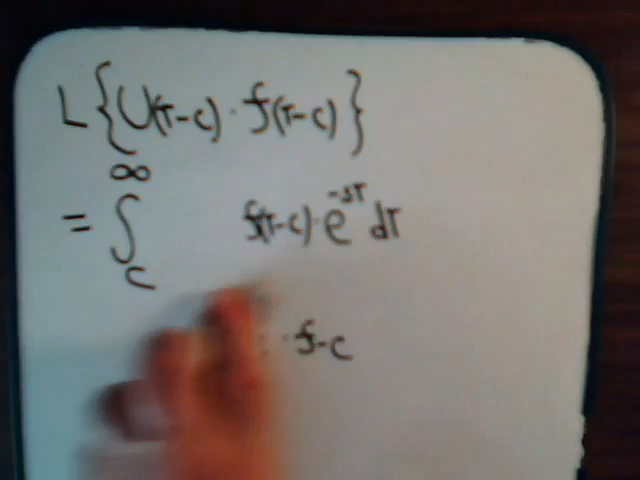 L{U(T-c) · f(T-c)}
= ∫_c^∞ f(T-c) · e^-ST dT
· f-c